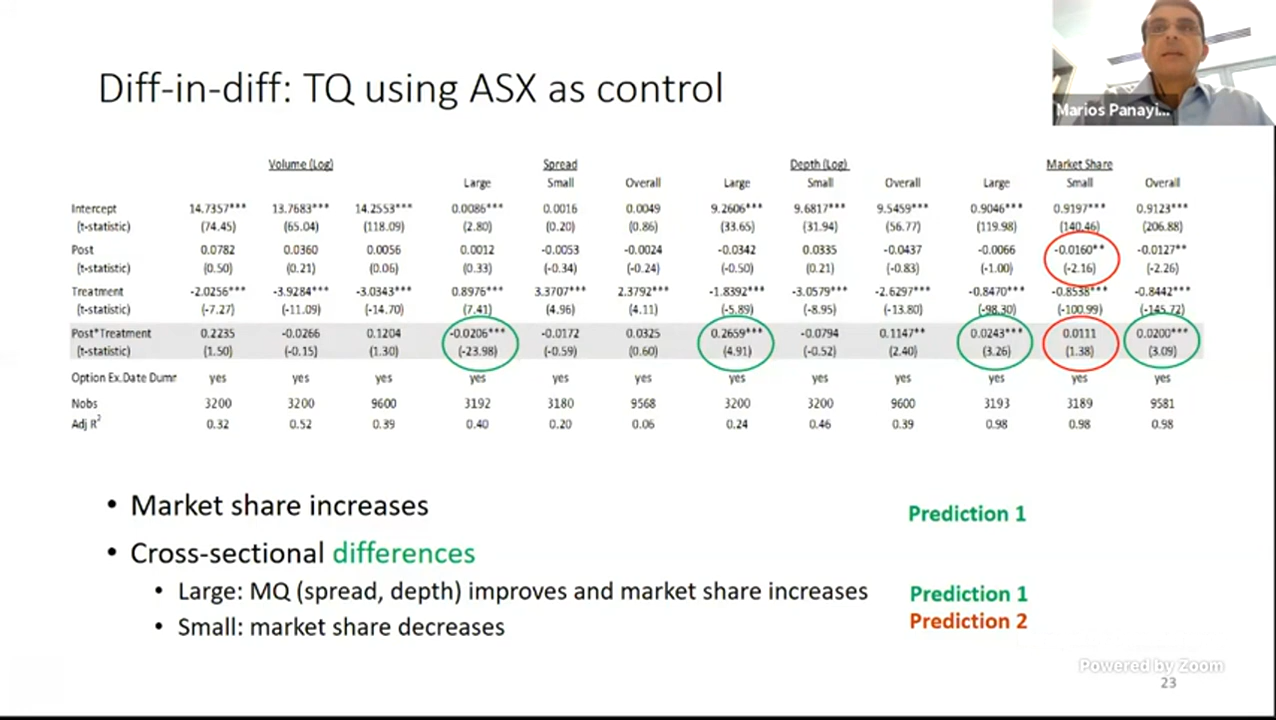 Marios Panayi...
Diff-in-diff: TQ using ASX as control
Volume (Log) Spread Depth (Log) Market Share
Large Small Overall Large Small Overall Large Small Overall
Intercept 14.7357*** 13.7683*** 14.2553*** 0.0086*** 0.0016 0.0049 9.2606*** 9.6817*** 9.5459*** 0.9046*** 0.9197*** 0.9123***
(t-statistic) (74.45) (65.04) (118.09) (2.80) (0.20) (0.86) (33.65) (31.94) (56.77) (119.98) (140.46) (206.88)
Post 0.0782 0.0360 0.0056 0.0012 -0.0053 -0.0024 -0.0342 0.0335 -0.0437 -0.0066 -0.0160** -0.0127**
(t-statistic) (0.50) (0.21) (0.06) (0.33) (-0.34) (-0.24) (-0.50) (0.21) (-0.83) (-1.00) (-2.16) (-2.26)
Treatment -2.0256*** -3.9284*** -3.0343*** 0.8976*** 3.3707*** 2.3792*** -1.8392*** -3.0579*** -2.6297*** -0.8470*** -0.8538*** -0.8442***
(t-statistic) (-7.27) (-11.09) (-14.70) (7.41) (4.96) (4.11) (-5.89) (-8.95) (-13.80) (-98.30) (-100.99) (-145.72)
Post*Treatment 0.2235 -0.0266 0.1204 -0.0206*** -0.0172 0.0325 0.2659*** -0.0794 0.1147** 0.0243*** 0.0111 0.0200***
(t-statistic) (1.50) (-0.15) (1.30) (-23.98) (-0.59) (0.60) (4.91) (-0.52) (2.40) (3.26) (1.38) (3.09)
Option Ex.Date Dumr yes yes yes yes yes yes yes yes yes yes yes yes
Nobs 3200 3200 9600 3192 3180 9568 3200 3200 9600 3193 3189 9581
Adj R² 0.32 0.52 0.39 0.40 0.20 0.06 0.24 0.46 0.39 0.98 0.98 0.98
• Market share increases Prediction 1
• Cross-sectional differences
• Large: MQ (spread, depth) improves and market share increases Prediction 1
• Small: market share decreases Prediction 2
Powered by Zoom
23